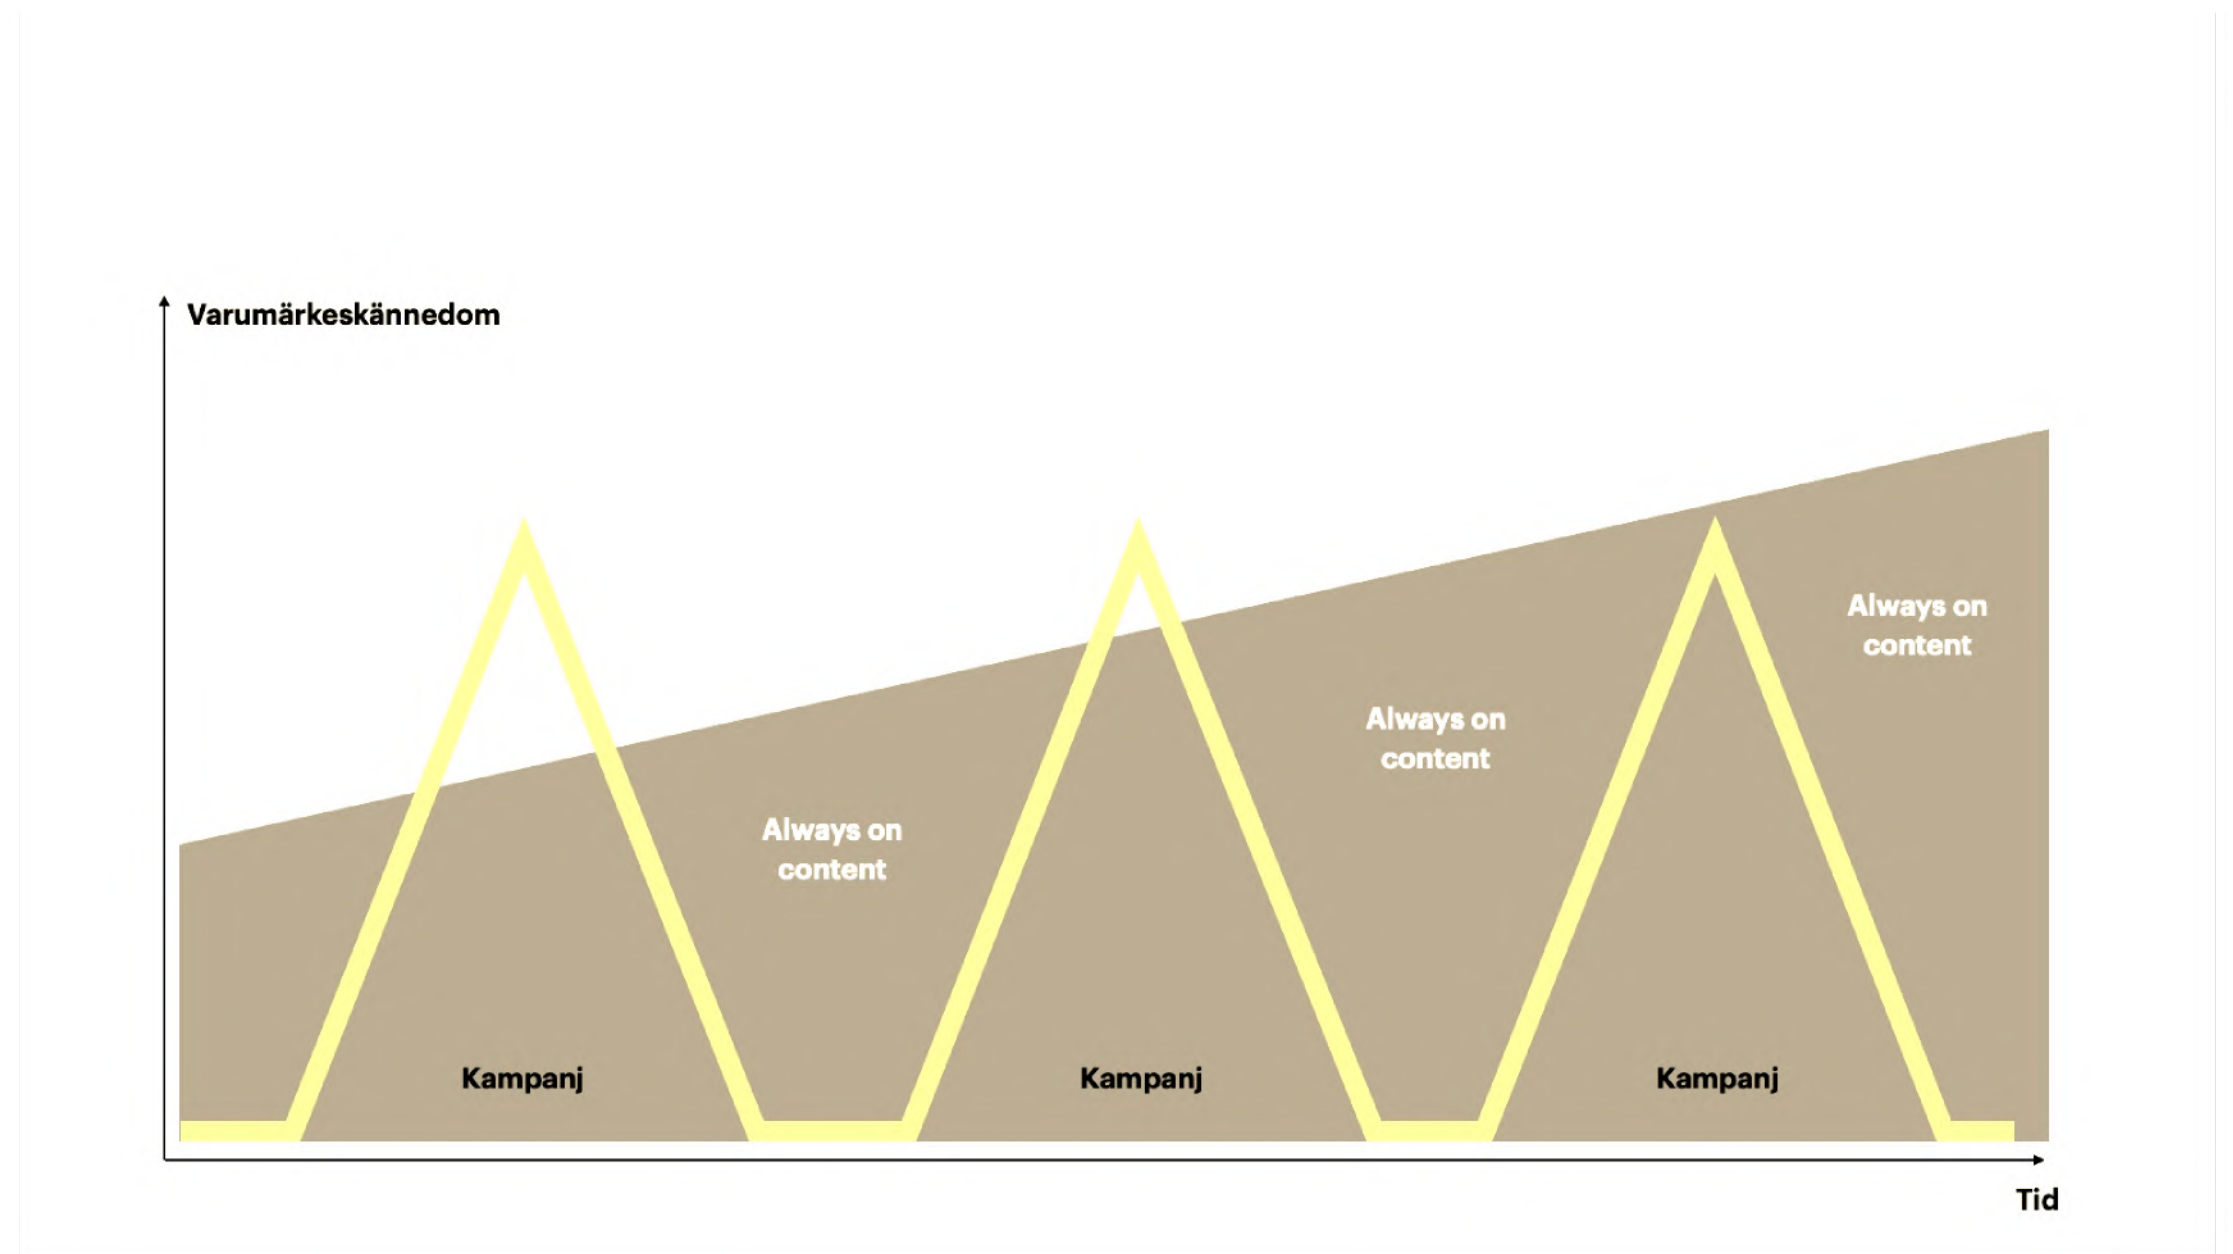 Varumärkeskännedom
Always on
content
Always on
content
Always on
content
Kampanj
Kampanj
Kampanj
Tid